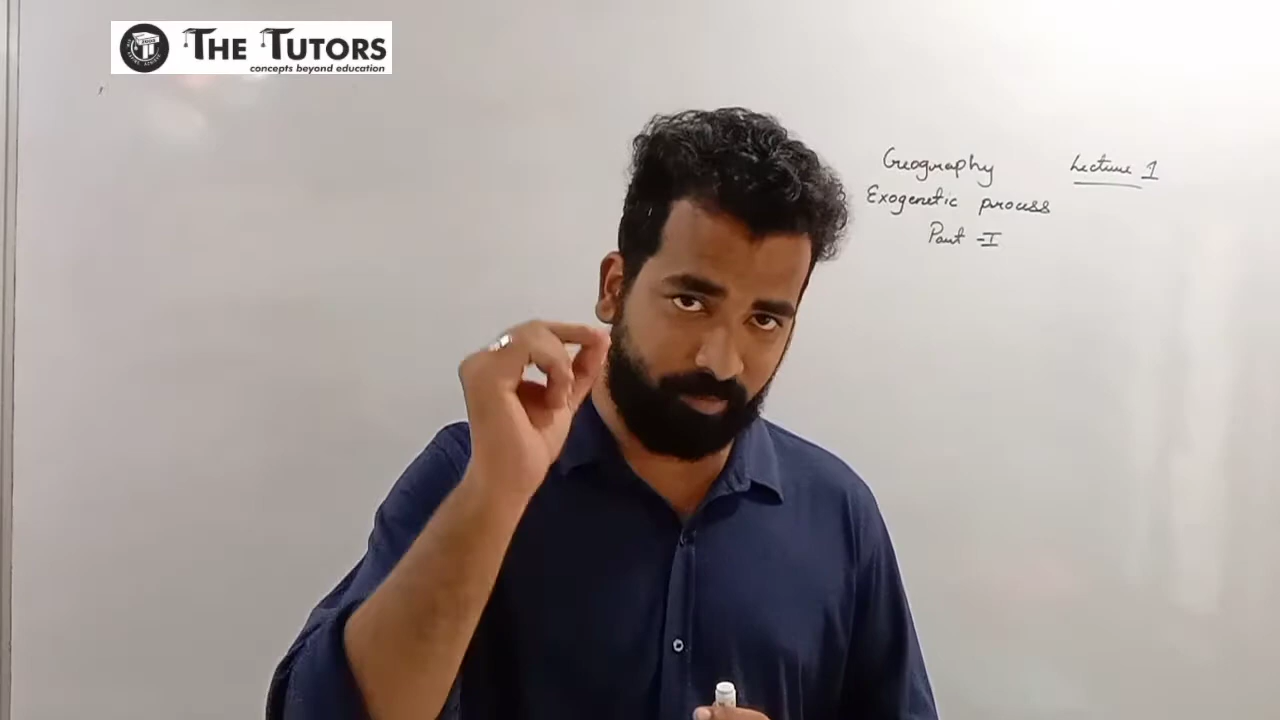 THE TUTORS
concepts beyond education
Geography Lecture 1
Exogenetic process
Part - I